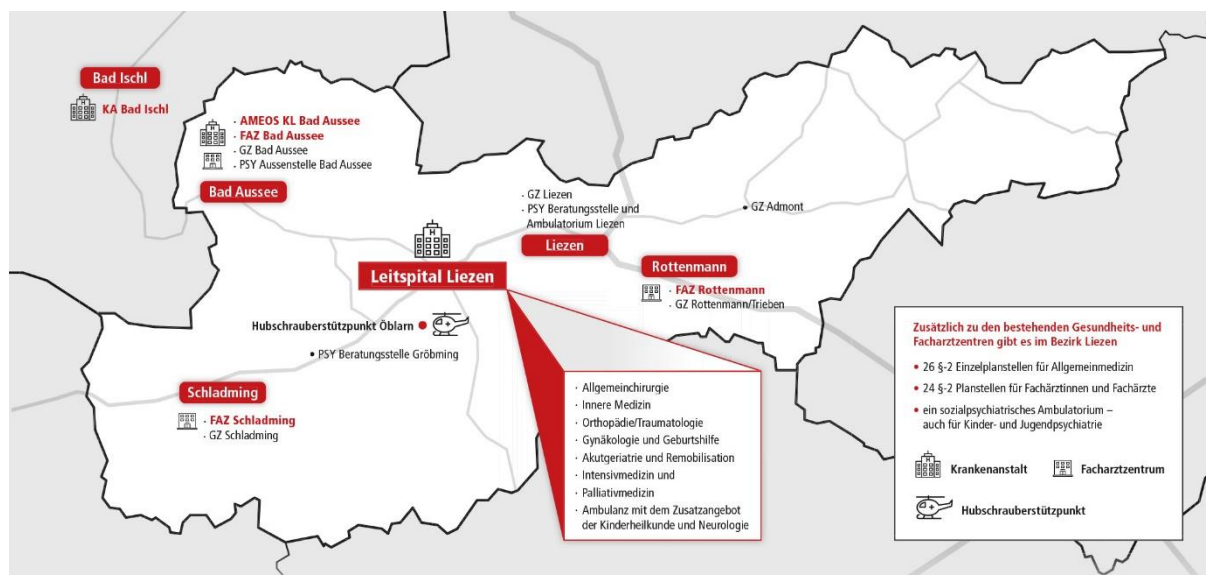 Bad Ischl
KA Bad Ischl
· AMEOS KL Bad Aussee
· FAZ Bad Aussee
· GZ Bad Aussee
· PSY Aussenstelle Bad Aussee
Bad Aussee
· GZ Liezen
· PSY Beratungsstelle und
Ambulatorium Liezen
Liezen
• GZ Admont
Leitspital Liezen
Rottenmann
· FAZ Rottenmann
· GZ Rottenmann/Trieben
Hubschrauberstützpunkt Öblarn
• PSY Beratungsstelle Gröbming
Schladming
· FAZ Schladming
· GZ Schladming
· Allgemeinchirurgie
· Innere Medizin
· Orthopädie/Traumatologie
· Gynäkologie und Geburtshilfe
· Akutgeriatrie und Remobilisation
· Intensivmedizin und
· Palliativmedizin
· Ambulanz mit dem Zusatzangebot
der Kinderheilkunde und Neurologie
Zusätzlich zu den bestehenden Gesundheits- und
Facharztzentren gibt es im Bezirk Liezen
• 26 §-2 Einzelplanstellen für Allgemeinmedizin
• 24 §-2 Planstellen für Fachärztinnen und Fachärzte
• ein sozialpsychiatrisches Ambulatorium –
auch für Kinder- und Jugendpsychiatrie
Krankenanstalt
Facharztzentrum
Hubschrauberstützpunkt